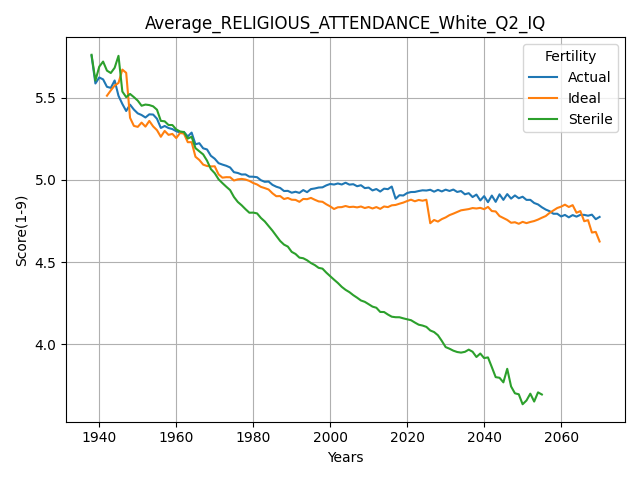 Average_RELIGIOUS_ATTENDANCE_White_Q2_IQ
Fertility
Actual
Ideal
Sterile
Score(1-9)
5.5
5.0
4.5
4.0
1940 1960 1980 2000 2020 2040 2060
Years